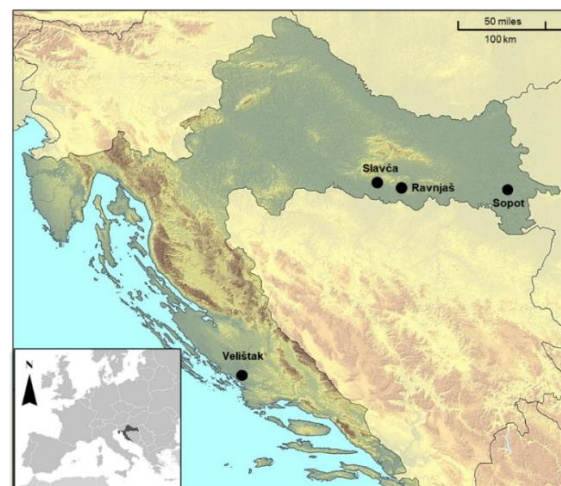 50 miles
100 km
Slavča
Ravnjaš
Sopot
Velištak
N